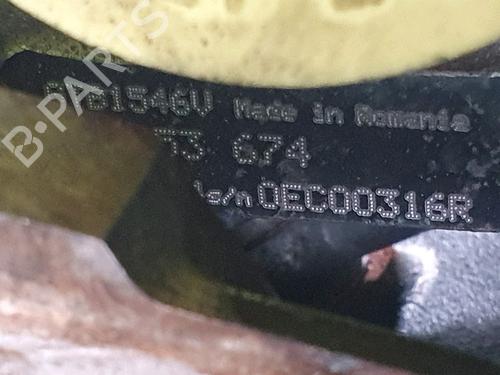 B-PARTS
Made in Romania
73 674
s/n 0EC00316R